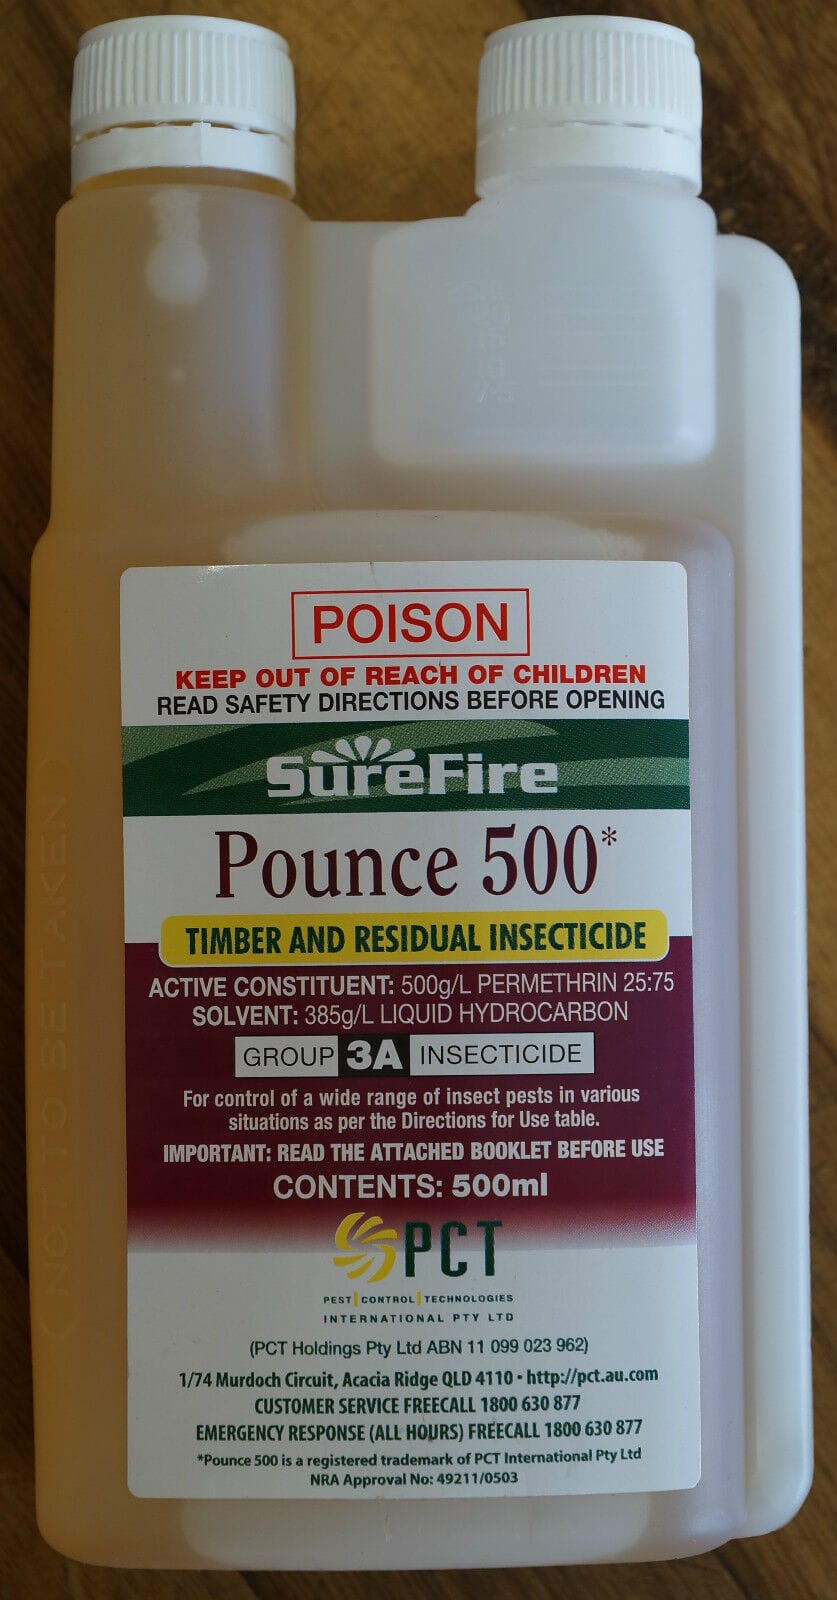 POISON
KEEP OUT OF REACH OF CHILDREN
READ SAFETY DIRECTIONS BEFORE OPENING
SureFire
Pounce 500*
TIMBER AND RESIDUAL INSECTICIDE
ACTIVE CONSTITUENT: 500g/L PERMETHRIN 25:75
SOLVENT: 385g/L LIQUID HYDROCARBON
GROUP 3A INSECTICIDE
For control of a wide range of insect pests in various
situations as per the Directions for Use table.
IMPORTANT: READ THE ATTACHED BOOKLET BEFORE USE
CONTENTS: 500ml
PCT
PEST CONTROL TECHNOLOGIES
INTERNATIONAL PTY LTD
(PCT Holdings Pty Ltd ABN 11 099 023 962)
1/74 Murdoch Circuit, Acacia Ridge QLD 4110 • http://pct.au.com
CUSTOMER SERVICE FREECALL 1800 630 877
EMERGENCY RESPONSE (ALL HOURS) FREECALL 1800 630 877
*Pounce 500 is a registered trademark of PCT International Pty Ltd
NRA Approval No: 49211/0503
(NOT TO BE TAKEN)